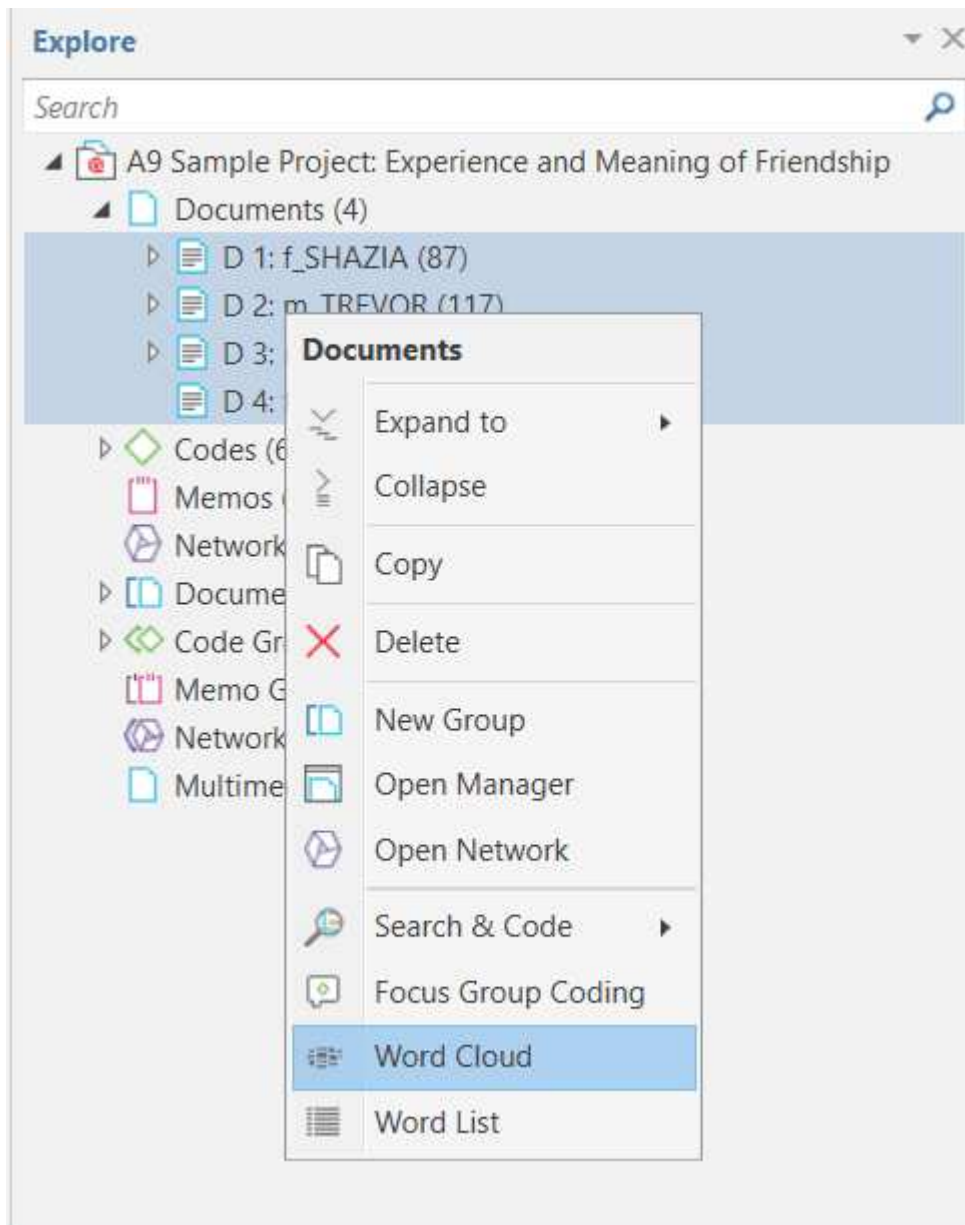 Explore
Search
A9 Sample Project: Experience and Meaning of Friendship
Documents (4)
D 1: f_SHAZIA (87)
D 2: m_TREVOR (117)
D 3:
D 4:
Codes (6
Memos (
Network
Docume
Code Gr
Memo G
Network
Multime
Documents
Expand to
Collapse
Copy
Delete
New Group
Open Manager
Open Network
Search & Code
Focus Group Coding
Word Cloud
Word List